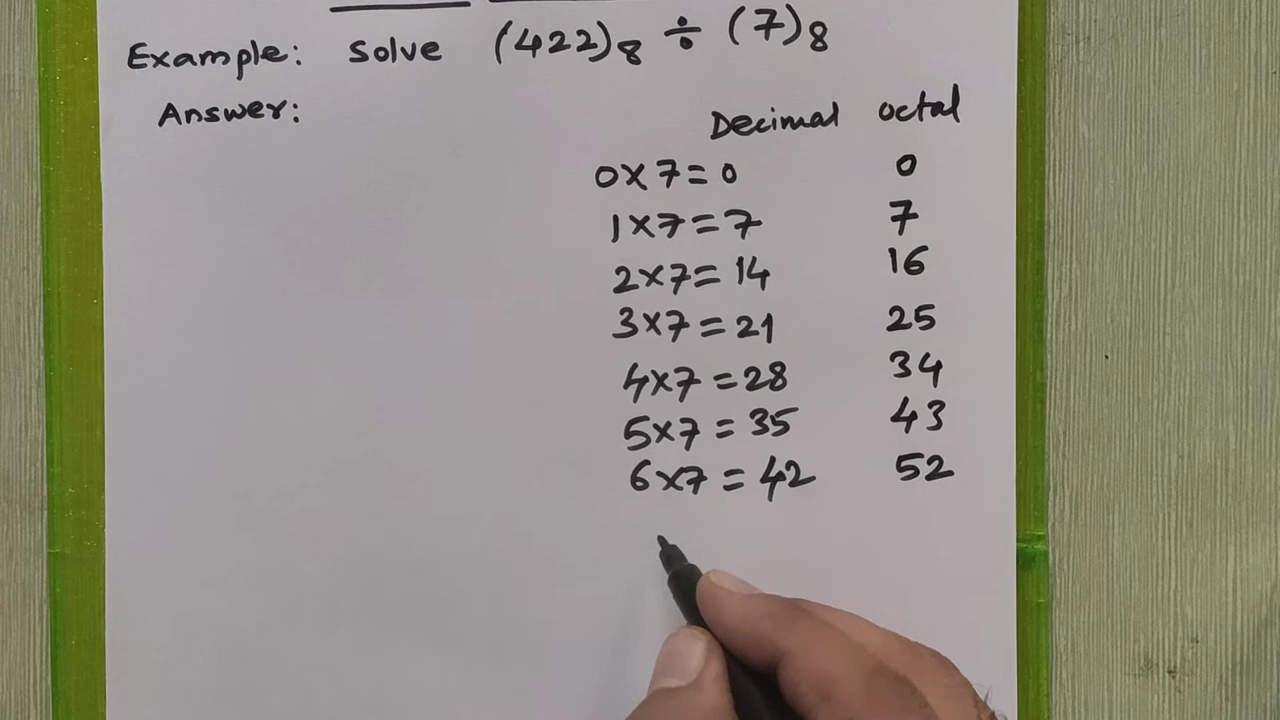 Example: Solve (422)₈ ÷ (7)₈
Answer:
Decimal Octal
0×7=0 0
1×7=7 7
2×7=14 16
3×7=21 25
4×7=28 34
5×7=35 43
6×7=42 52